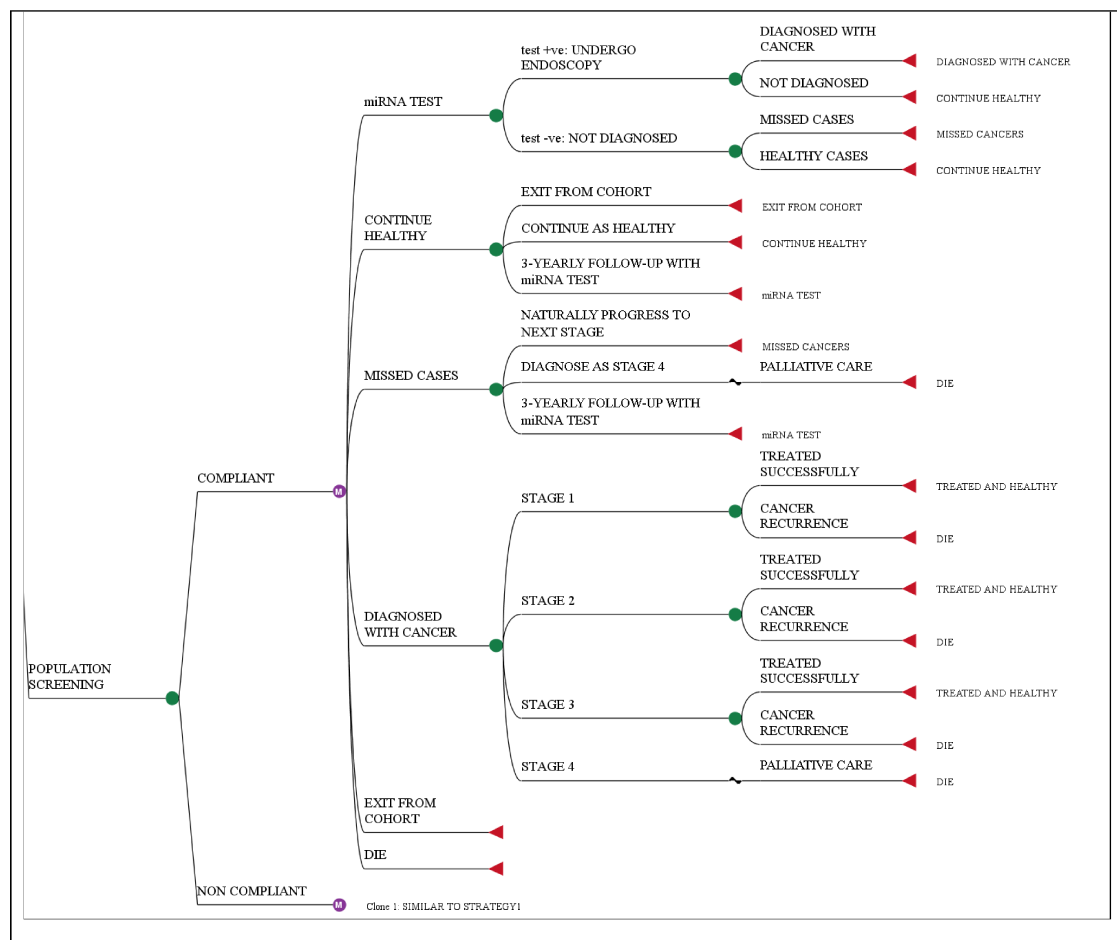 DIAGNOSED WITH
CANCER
DIAGNOSED WITH CANCER
test +ve: UNDERGO
ENDOSCOPY
NOT DIAGNOSED
CONTINUE HEALTHY
miRNA TEST
MISSED CASES
MISSED CANCERS
test -ve: NOT DIAGNOSED
HEALTHY CASES
CONTINUE HEALTHY
EXIT FROM COHORT
EXIT FROM COHORT
CONTINUE
HEALTHY
CONTINUE AS HEALTHY
CONTINUE HEALTHY
3-YEARLY FOLLOW-UP WITH
miRNA TEST
miRNA TEST
NATURALLY PROGRESS TO
NEXT STAGE
MISSED CANCERS
MISSED CASES
DIAGNOSE AS STAGE 4
PALLIATIVE CARE
DIE
3-YEARLY FOLLOW-UP WITH
miRNA TEST
miRNA TEST
COMPLIANT
M
TREATED
SUCCESSFULLY
TREATED AND HEALTHY
STAGE 1
CANCER
RECURRENCE
DIE
TREATED
SUCCESSFULLY
TREATED AND HEALTHY
STAGE 2
CANCER
RECURRENCE
DIE
DIAGNOSED
WITH CANCER
TREATED
SUCCESSFULLY
TREATED AND HEALTHY
STAGE 3
CANCER
RECURRENCE
DIE
STAGE 4
PALLIATIVE CARE
DIE
POPULATION
SCREENING
EXIT FROM
COHORT
DIE
NON COMPLIANT
M
Clone 1: SIMILAR TO STRATEGY1